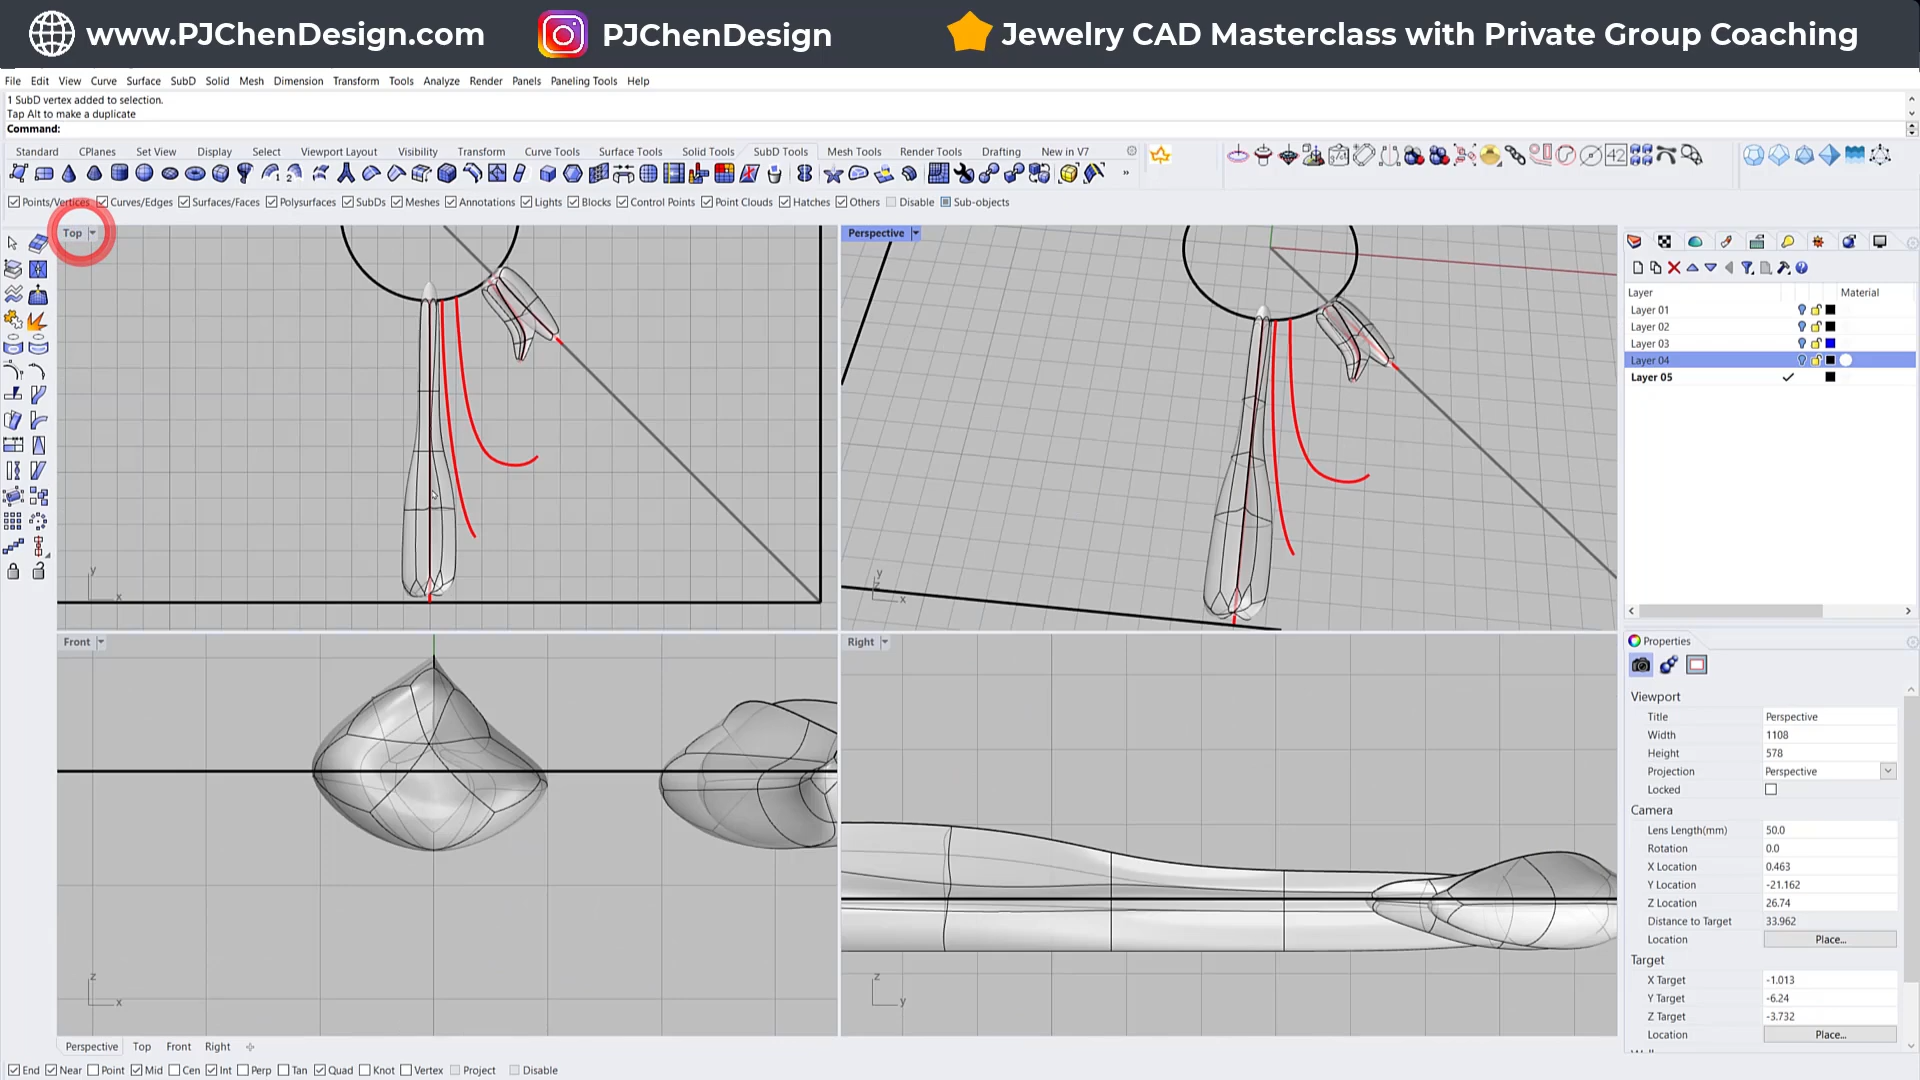 www.PJChenDesign.com PJChenDesign Jewelry CAD Masterclass with Private Group Coaching
File Edit View Curve Surface SubD Solid Mesh Dimension Transform Tools Analyze Render Panels Paneling Tools Help
1 SubD vertex added to selection.
Tap Alt to make a duplicate
Command:
Standard CPlanes Set View Display Select Viewport Layout Visibility Transform Curve Tools Surface Tools Solid Tools SubD Tools Mesh Tools Render Tools Drafting New in V7
42
Points/Vertices Curves/Edges Surfaces/Faces Polysurfaces SubDs Meshes Annotations Lights Blocks Control Points Point Clouds Hatches Others Disable Sub-objects
Top
y
x
Perspective
y
z
x
Front
z
x
Right
z
y
Layer Material
Layer 01
Layer 02
Layer 03
Layer 04
Layer 05
Properties
Viewport
Title Perspective
Width 1108
Height 578
Projection Perspective
Locked
Camera
Lens Length(mm) 50.0
Rotation 0.0
X Location 0.463
Y Location -21.162
Z Location 26.74
Distance to Target 33.962
Location Place...
Target
X Target -1.013
Y Target -6.24
Z Target -3.732
Location Place...
Perspective Top Front Right
End Near Point Mid Cen Int Perp Tan Quad Knot Vertex Project Disable